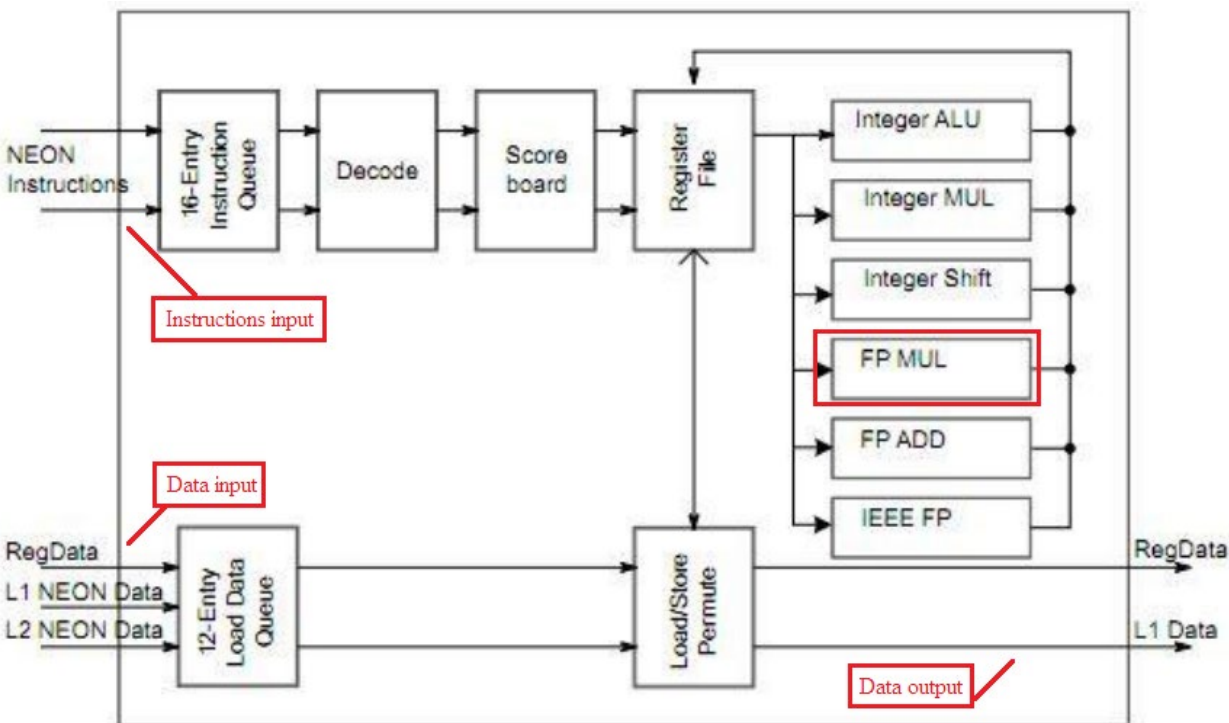 NEON
Instructions
16-Entry
Instruction
Queue
Decode
Score
board
Register
File
Integer ALU
Integer MUL
Integer Shift
FP MUL
FP ADD
IEEE FP
Instructions input
Data input
RegData
L1 NEON Data
L2 NEON Data
12-Entry
Load Data
Queue
Load/Store
Permute
RegData
L1 Data
Data output